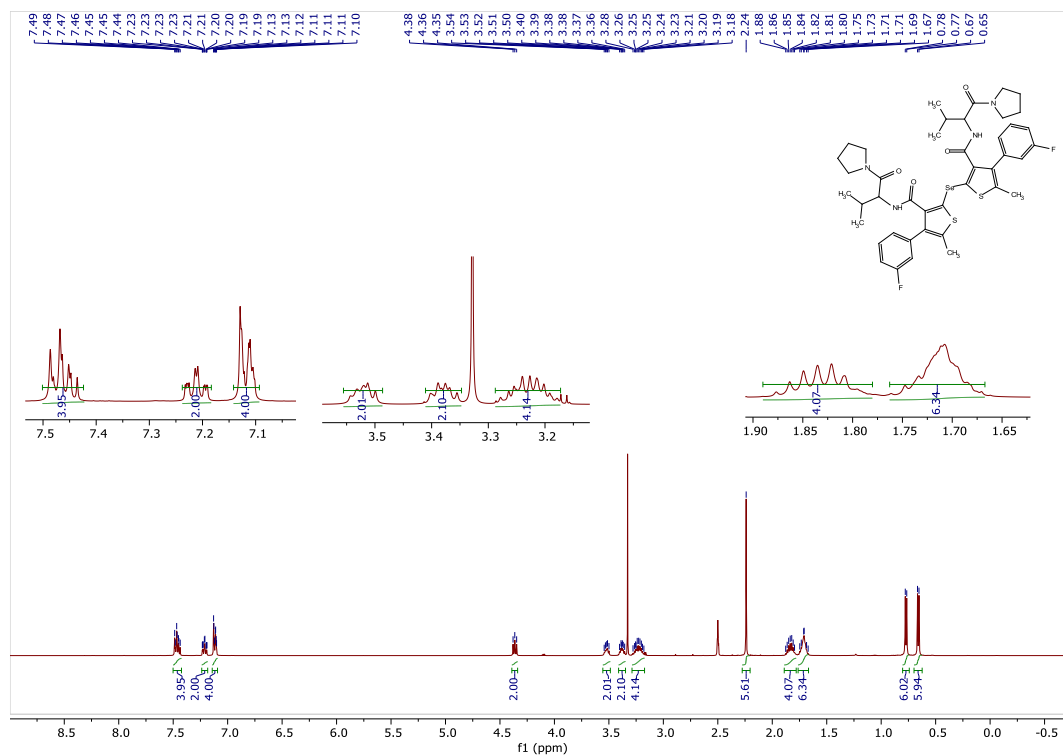 7.49 7.48 7.47 7.46 7.46 7.45 7.45 7.44 7.23 7.23 7.23 7.23 7.21 7.21 7.20 7.20 7.19 7.19 7.13 7.13 7.12 7.11 7.11 7.11 7.10
4.38 4.36 4.35 3.54 3.53 3.52 3.51 3.50 3.40 3.39 3.38 3.38 3.37 3.36 3.28 3.26 3.25 3.25 3.24 3.23 3.21 3.20 3.19 3.18 2.24 1.88 1.86 1.85 1.84 1.82 1.81 1.80 1.75 1.73 1.71 1.71 1.69 1.67 0.78 0.77 0.67 0.65
O
N
H₃C
NH
CH₃
O
F
N
O
Se
S
CH₃
H₃C
O
NH
S
CH₃
CH₃
F
3.95 2.00 4.00
7.5 7.4 7.3 7.2 7.1
2.01 2.10 4.14
3.5 3.4 3.3 3.2
4.07 6.34
1.90 1.85 1.80 1.75 1.70 1.65
3.95 2.00 4.00 2.00 2.01 2.10 4.14 5.61 4.07 6.34 6.02 5.94
8.5 8.0 7.5 7.0 6.5 6.0 5.5 5.0 4.5 4.0 3.5 3.0 2.5 2.0 1.5 1.0 0.5 0.0 -0.5
f1 (ppm)